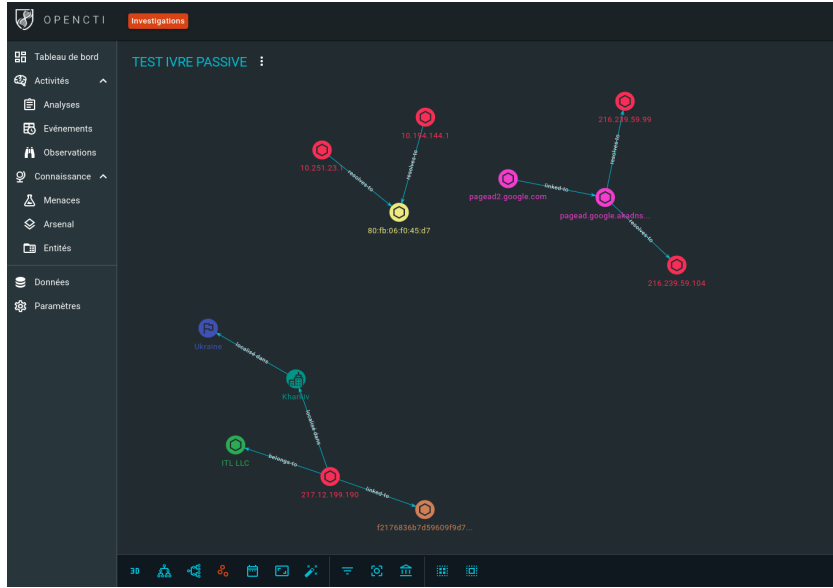 OPENCTI
Investigations
Tableau de bord
Activités
Analyses
Evénements
Observations
Connaissance
Menaces
Arsenal
Entités
Données
Paramètres
TEST IVRE PASSIVE
10.194.144.1
10.251.23.1
resolves-to
resolves-to
80:fb:06:f0:45:d7
216.239.59.99
resolves-to
linked-to
pagead2.google.com
pagead.google.akadns...
resolves-to
216.239.59.104
Ukraine
localisé dans
Kharkiv
localisé dans
ITL LLC
belongs-to
217.12.199.190
linked-to
f2176836b7d59609f9d7...
3D